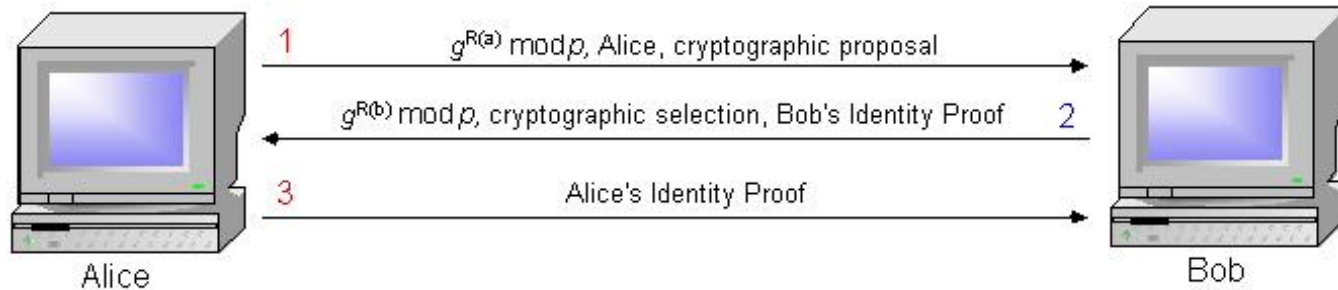 1
g^R(a) mod p, Alice, cryptographic proposal
g^R(b) mod p, cryptographic selection, Bob's Identity Proof
2
3
Alice's Identity Proof
Alice
Bob